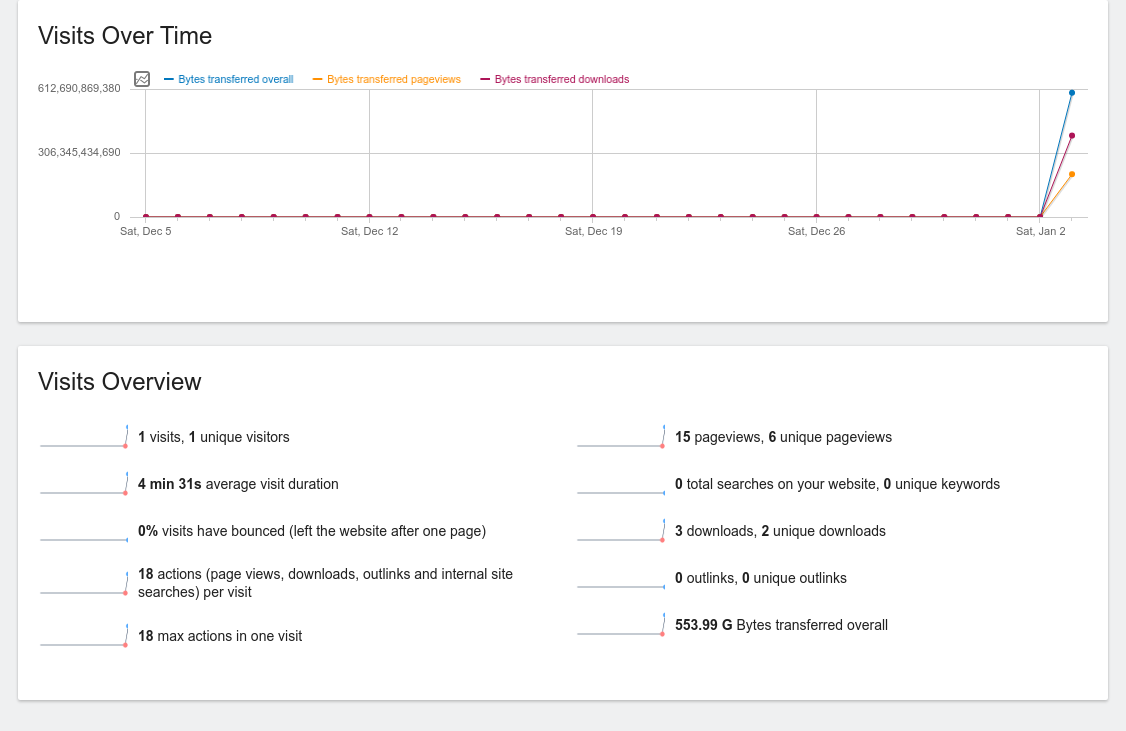 Visits Over Time
Bytes transferred overall Bytes transferred pageviews Bytes transferred downloads
612,690,869,380
306,345,434,690
0
Sat, Dec 5 Sat, Dec 12 Sat, Dec 19 Sat, Dec 26 Sat, Jan 2
Visits Overview
1 visits, 1 unique visitors
4 min 31s average visit duration
0% visits have bounced (left the website after one page)
18 actions (page views, downloads, outlinks and internal site
searches) per visit
18 max actions in one visit
15 pageviews, 6 unique pageviews
0 total searches on your website, 0 unique keywords
3 downloads, 2 unique downloads
0 outlinks, 0 unique outlinks
553.99 G Bytes transferred overall